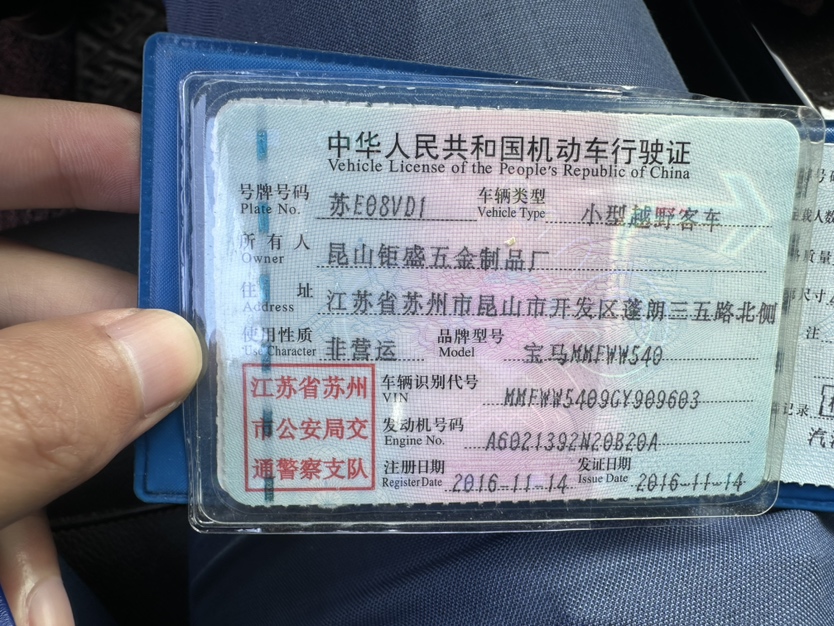 中华人民共和国机动车行驶证
Vehicle License of the People's Republic of China
号牌号码 苏E08VD1 车辆类型 小型越野客车
Plate No. Vehicle Type
所有人 昆山钜盛五金制品厂
Owner
住址 江苏省苏州市昆山市开发区蓬朗三五路北侧
Address
使用性质 非营运 品牌型号 宝马MMFWW540
Use Character Model
江苏省苏州
市公安局交
通警察支队
车辆识别代号 MMFWW5409GY909603
VIN
发动机号码 A6021392N20B20A
Engine No.
注册日期 2016-11-14 发证日期 2016-11-14
Register Date Issue Date